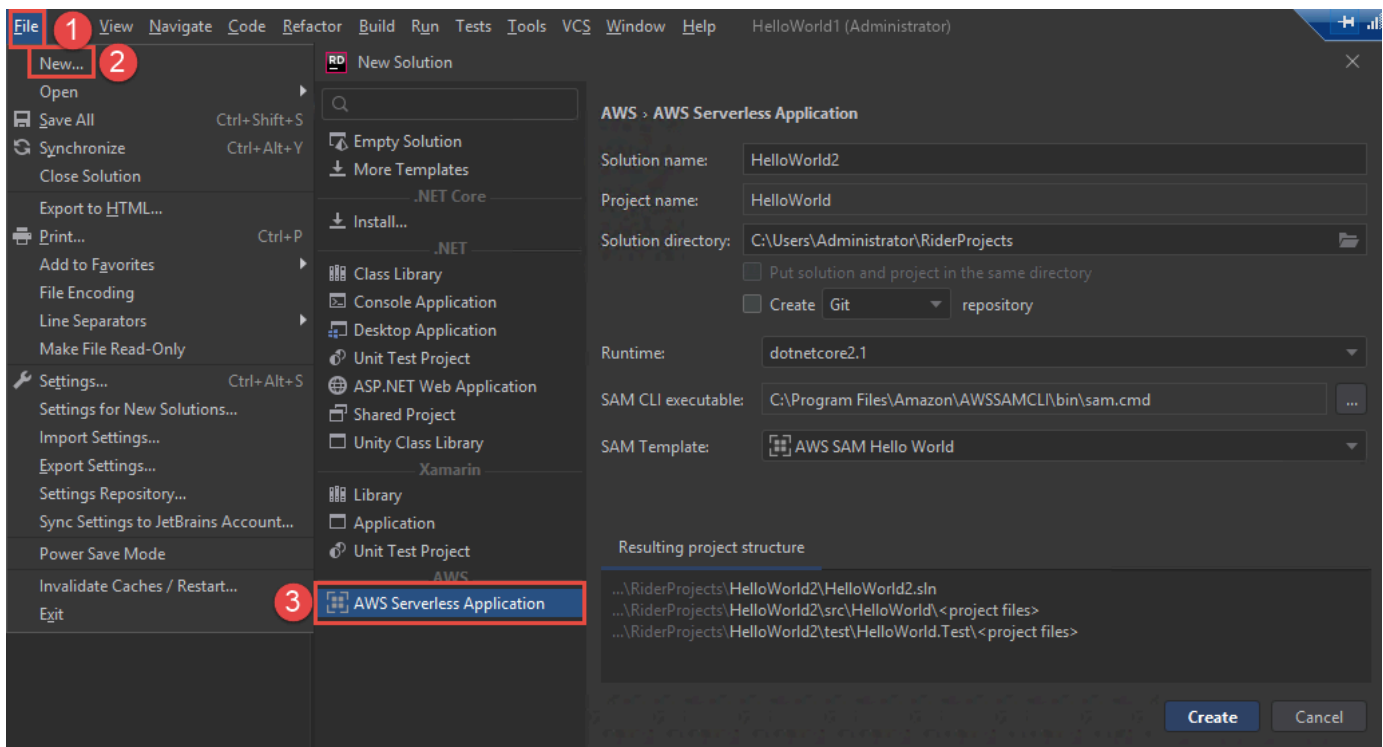 File 1 View Navigate Code Refactor Build Run Tests Tools VCS Window Help HelloWorld1 (Administrator)
New... 2
Open
Save All Ctrl+Shift+S
Synchronize Ctrl+Alt+Y
Close Solution
Export to HTML...
Print... Ctrl+P
Add to Favorites
File Encoding
Line Separators
Make File Read-Only
Settings... Ctrl+Alt+S
Settings for New Solutions...
Import Settings...
Export Settings...
Settings Repository...
Sync Settings to JetBrains Account...
Power Save Mode
Invalidate Caches / Restart...
Exit
RD New Solution
Empty Solution
More Templates
.NET Core
Install...
.NET
Class Library
Console Application
Desktop Application
Unit Test Project
ASP.NET Web Application
Shared Project
Unity Class Library
Xamarin
Library
Application
Unit Test Project
AWS
3 AWS Serverless Application
AWS › AWS Serverless Application
Solution name: HelloWorld2
Project name: HelloWorld
Solution directory: C:\Users\Administrator\RiderProjects
Put solution and project in the same directory
Create Git repository
Runtime: dotnetcore2.1
SAM CLI executable: C:\Program Files\Amazon\AWSSAMCLI\bin\sam.cmd ...
SAM Template: AWS SAM Hello World
Resulting project structure
...\RiderProjects\HelloWorld2\HelloWorld2.sln
...\RiderProjects\HelloWorld2\src\HelloWorld\<project files>
...\RiderProjects\HelloWorld2\test\HelloWorld.Test\<project files>
Create Cancel